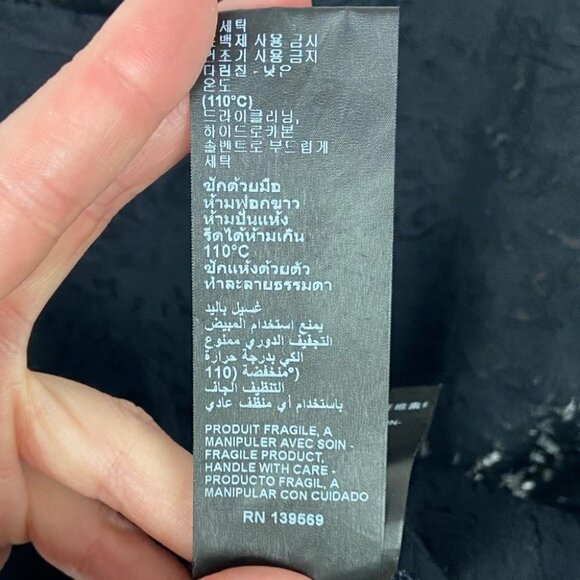 세탁
표백제 사용 금지
건조기 사용 금지
다림질 - 낮은
온도
(110°C)
드라이클리닝,
하이드로카본
솔벤트로 부드럽게
세탁
ซักด้วยมือ
ห้ามฟอกขาว
ห้ามปั่นแห้ง
รีดได้ห้ามเกิน
110°C
ซักแห้งด้วยตัว
ทำละลายธรรมดา
غسيل باليد
يمنع استخدام المبيض
التجفيف الدوري ممنوع
الكي بدرجة حرارة
منخفضة (110°)
التنظيف الجاف
باستخدام أي منظف عادي
PRODUIT FRAGILE, A
MANIPULER AVEC SOIN -
FRAGILE PRODUCT,
HANDLE WITH CARE -
PRODUCTO FRAGIL, A
MANIPULAR CON CUIDADO
RN 139569